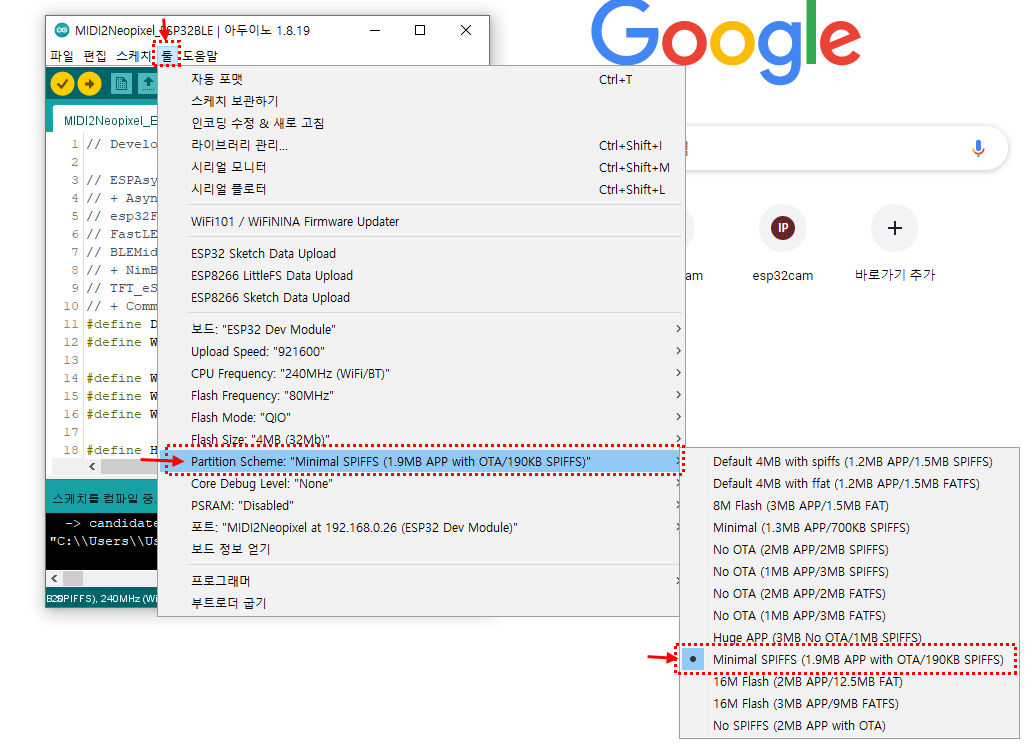 Google
MIDI2Neopixel_ESP32BLE | 아두이노 1.8.19
파일 편집 스케치 툴 도움말
MIDI2Neopixel_E
1 // Develo
2
3 // ESPAsy
4 // + Asyn
5 // esp32F
6 // FastLE
7 // BLEMid
8 // + NimB
9 // TFT_eS
10 // + Comm
11 #define D
12 #define W
13
14 #define W
15 #define W
16 #define W
17
18 #define H
스케치를 컴파일 중.
-> candidate
"C:\\Users\\Us
SPIFFS), 240MHz (Wi
자동 포맷 Ctrl+T
스케치 보관하기
인코딩 수정 & 새로 고침
라이브러리 관리... Ctrl+Shift+I
시리얼 모니터 Ctrl+Shift+M
시리얼 플로터 Ctrl+Shift+L
WiFi101 / WiFiNINA Firmware Updater
ESP32 Sketch Data Upload
ESP8266 LittleFS Data Upload
ESP8266 Sketch Data Upload
보드: "ESP32 Dev Module"
Upload Speed: "921600"
CPU Frequency: "240MHz (WiFi/BT)"
Flash Frequency: "80MHz"
Flash Mode: "QIO"
Flash Size: "4MB (32Mb)"
Partition Scheme: "Minimal SPIFFS (1.9MB APP with OTA/190KB SPIFFS)"
Core Debug Level: "None"
PSRAM: "Disabled"
포트: "MIDI2Neopixel at 192.168.0.26 (ESP32 Dev Module)"
보드 정보 얻기
프로그래머
부트로더 굽기
IP
am
esp32cam
바로가기 추가
Default 4MB with spiffs (1.2MB APP/1.5MB SPIFFS)
Default 4MB with ffat (1.2MB APP/1.5MB FATFS)
8M Flash (3MB APP/1.5MB FAT)
Minimal (1.3MB APP/700KB SPIFFS)
No OTA (2MB APP/2MB SPIFFS)
No OTA (1MB APP/3MB SPIFFS)
No OTA (2MB APP/2MB FATFS)
No OTA (1MB APP/3MB FATFS)
Huge APP (3MB No OTA/1MB SPIFFS)
Minimal SPIFFS (1.9MB APP with OTA/190KB SPIFFS)
16M Flash (2MB APP/12.5MB FAT)
16M Flash (3MB APP/9MB FATFS)
No SPIFFS (2MB APP with OTA)